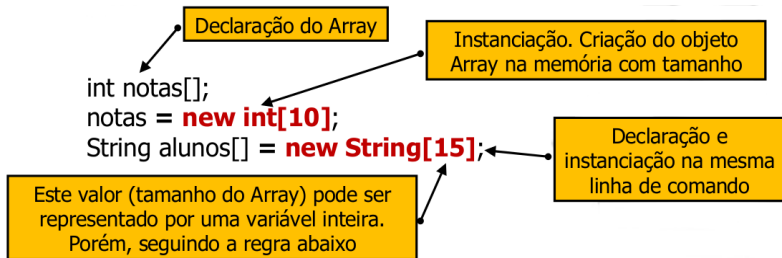 Declaração do Array
Instanciação. Criação do objeto
Array na memória com tamanho
int notas[];
notas = new int[10];
String alunos[] = new String[15];
Declaração e
instanciação na mesma
linha de comando
Este valor (tamanho do Array) pode ser
representado por uma variável inteira.
Porém, seguindo a regra abaixo